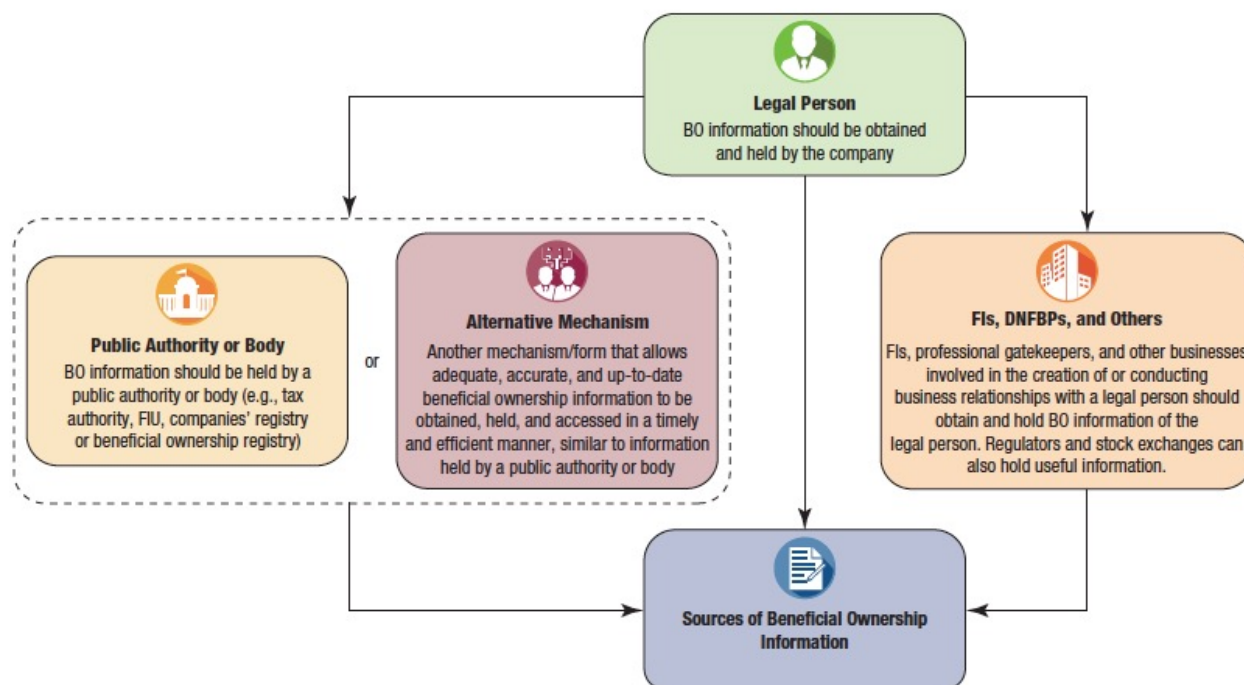 Legal Person
BO information should be obtained
and held by the company
Public Authority or Body
BO information should be held by a
public authority or body (e.g., tax
authority, FIU, companies’ registry
or beneficial ownership registry)
or
Alternative Mechanism
Another mechanism/form that allows
adequate, accurate, and up-to-date
beneficial ownership information to be
obtained, held, and accessed in a timely
and efficient manner, similar to information
held by a public authority or body
FIs, DNFBPs, and Others
FIs, professional gatekeepers, and other businesses
involved in the creation of or conducting
business relationships with a legal person should
obtain and hold BO information of the
legal person. Regulators and stock exchanges can
also hold useful information.
Sources of Beneficial Ownership
Information